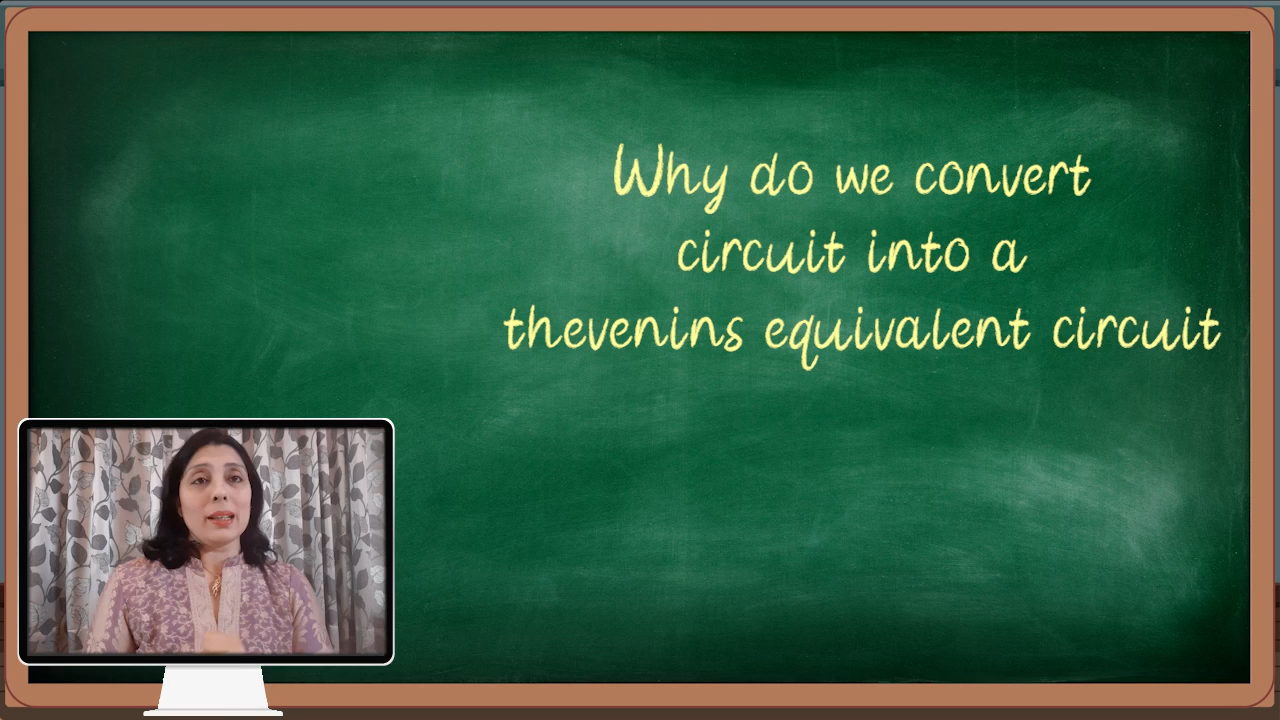 Why do we convert
circuit into a
thevenins equivalent circuit